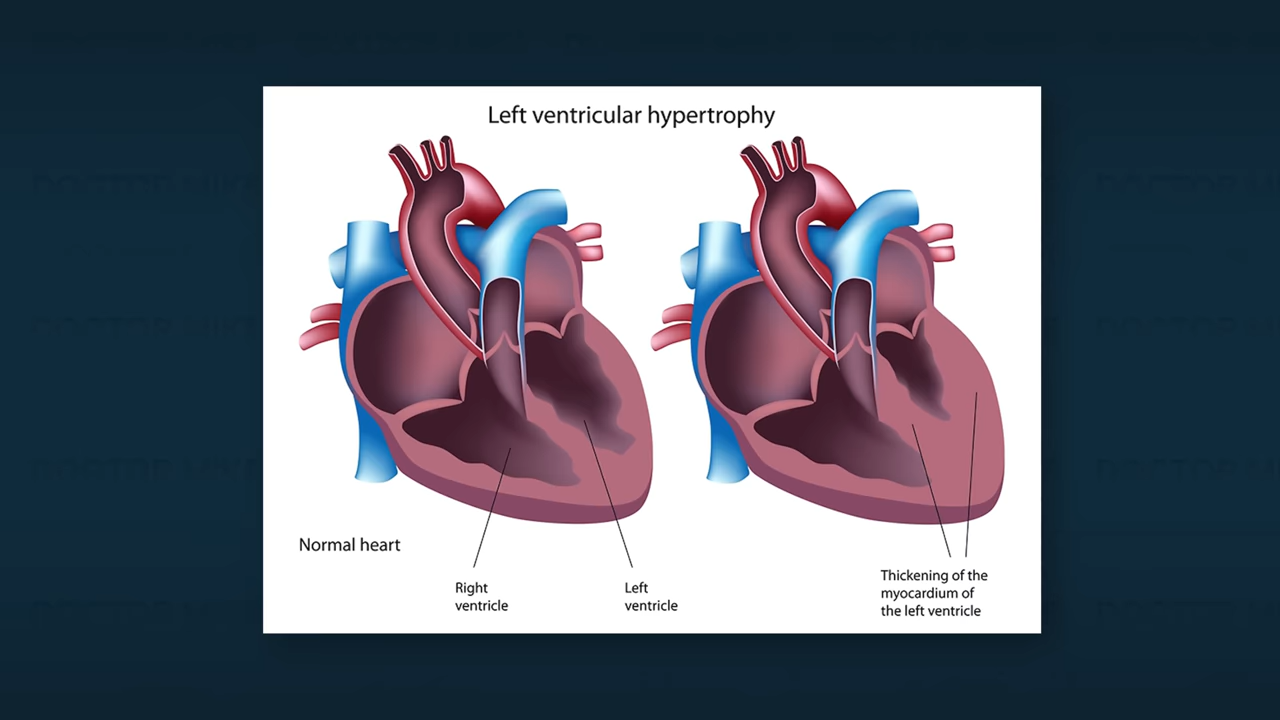 Left ventricular hypertrophy
Normal heart
Right
ventricle
Left
ventricle
Thickening of the
myocardium of
the left ventricle